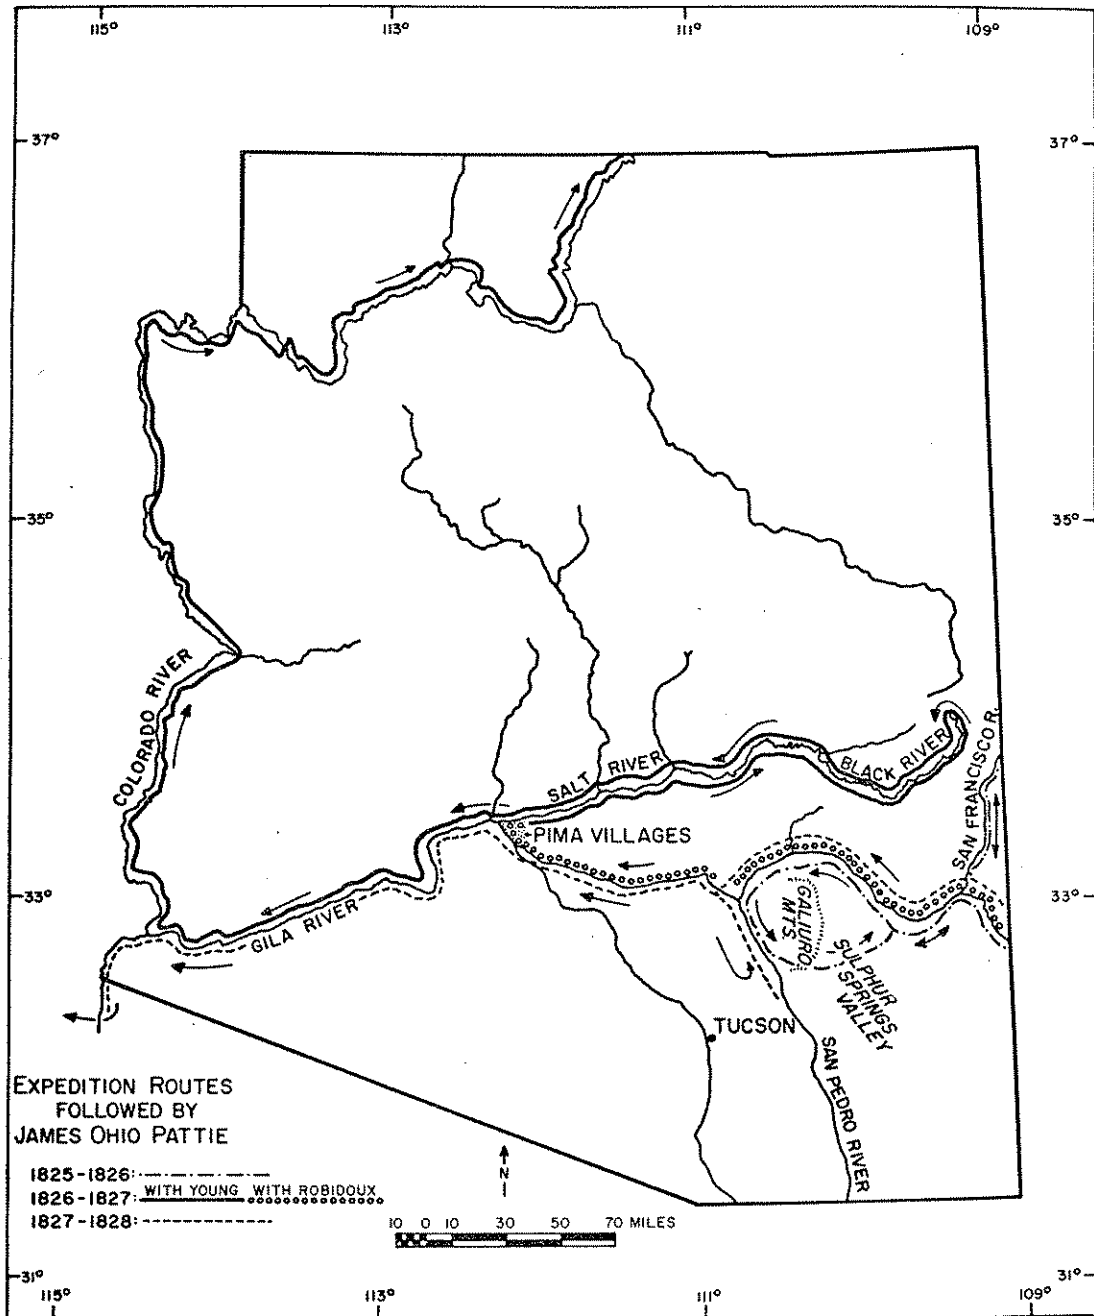 115°
113°
111°
109°
37°
37°
35°
35°
COLORADO RIVER
SALT RIVER
BLACK RIVER
SAN FRANCISCO R.
PIMA VILLAGES
33°
33°
GILA RIVER
GALIURO
MTS.
SULPHUR
SPRINGS
VALLEY
TUCSON
SAN PEDRO RIVER
EXPEDITION ROUTES
FOLLOWED BY
JAMES OHIO PATTIE
1825-1826:
1826-1827: WITH YOUNG WITH ROBIDOUX
1827-1828:
N
10 0 10 30 50 70 MILES
31°
31°
115°
113°
111°
109°